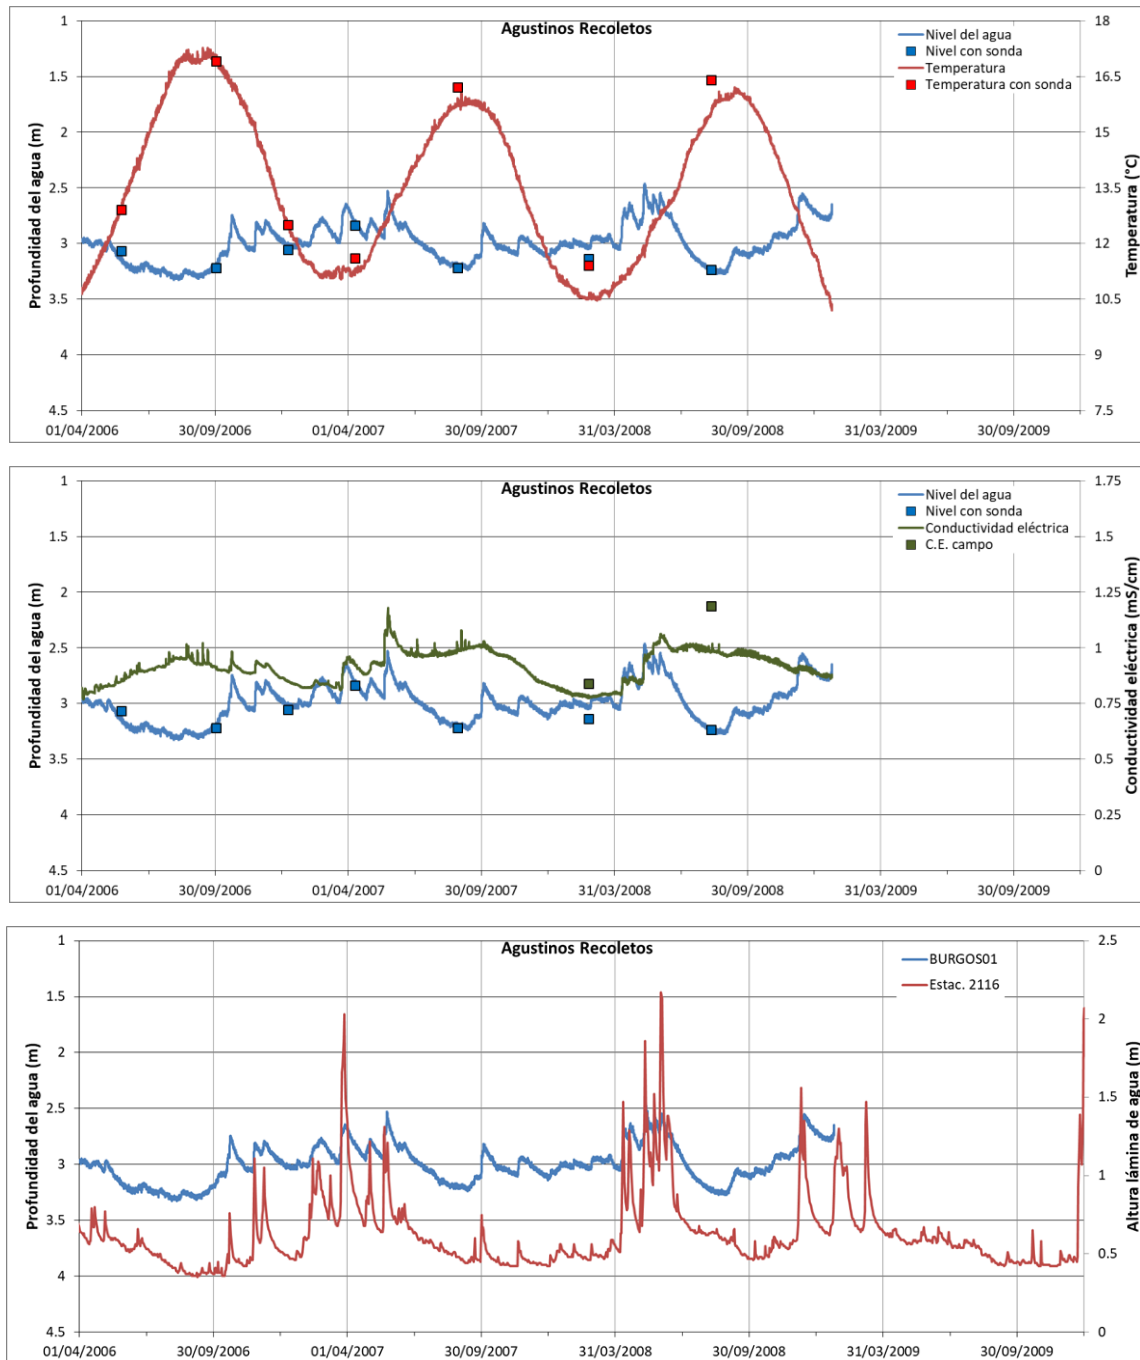 Agustinos Recoletos
Nivel del agua
Nivel con sonda
Temperatura
Temperatura con sonda
Profundidad del agua (m)
Temperatura (°C)
1
1.5
2
2.5
3
3.5
4
4.5
18
16.5
15
13.5
12
10.5
9
7.5
01/04/2006 30/09/2006 01/04/2007 30/09/2007 31/03/2008 30/09/2008 31/03/2009 30/09/2009
Agustinos Recoletos
Nivel del agua
Nivel con sonda
Conductividad eléctrica
C.E. campo
Profundidad del agua (m)
Conductividad eléctrica (mS/cm)
1
1.5
2
2.5
3
3.5
4
4.5
1.75
1.5
1.25
1
0.75
0.5
0.25
0
01/04/2006 30/09/2006 01/04/2007 30/09/2007 31/03/2008 30/09/2008 31/03/2009 30/09/2009
Agustinos Recoletos
BURGOS01
Estac. 2116
Profundidad del agua (m)
Altura lámina de agua (m)
1
1.5
2
2.5
3
3.5
4
4.5
2.5
2
1.5
1
0.5
0
01/04/2006 30/09/2006 01/04/2007 30/09/2007 31/03/2008 30/09/2008 31/03/2009 30/09/2009